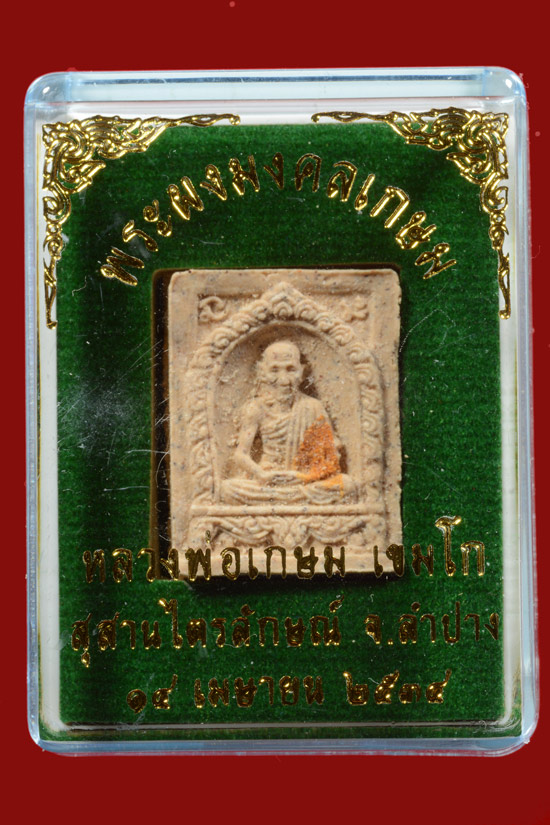 พระผงมงคลเกษม
หลวงพ่อเกษม เขมโก
สุสานไตรลักษณ์ จ.ลำปาง
๑๔ เมษายน ๒๕๓๕